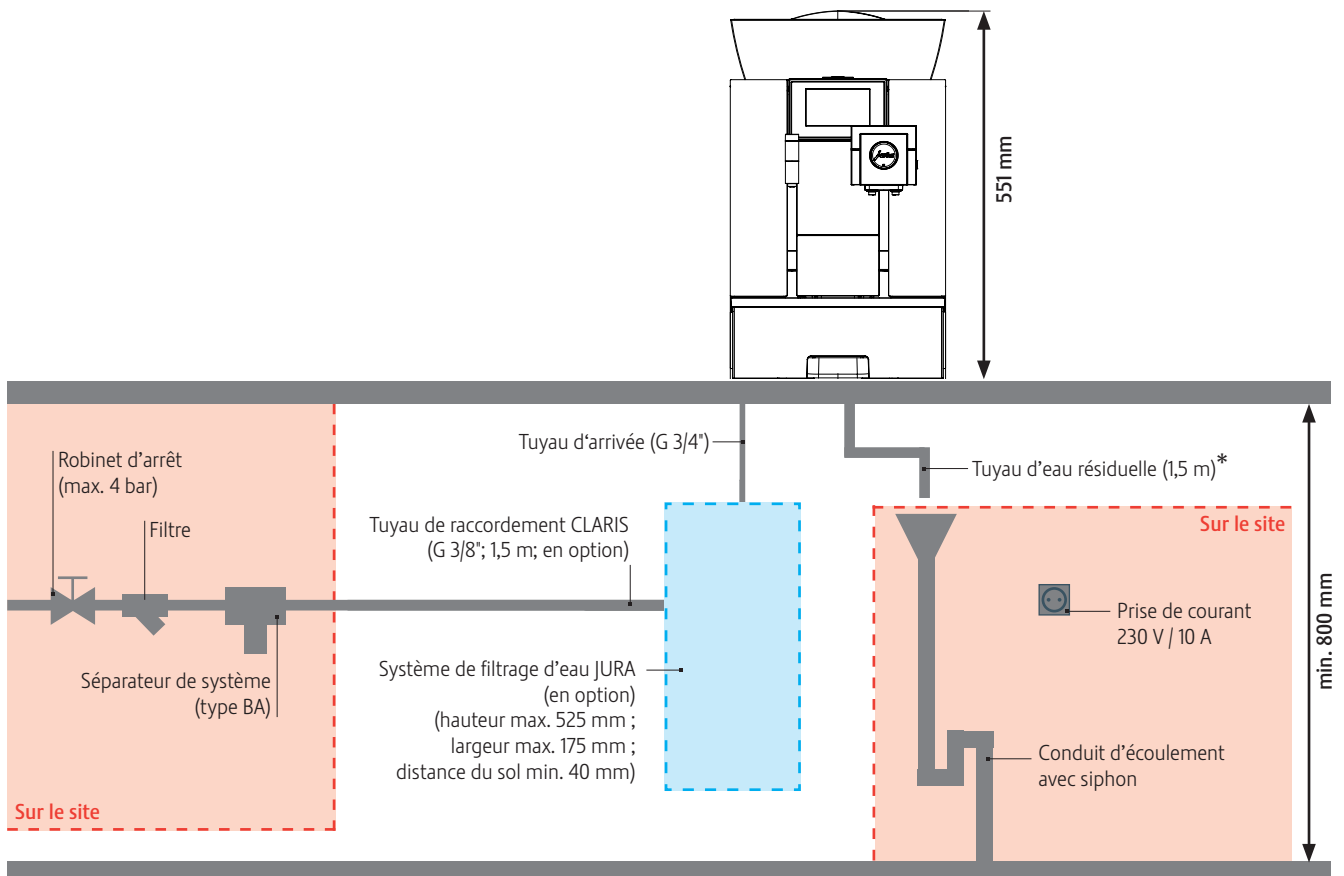 551 mm
Tuyau d'arrivée (G 3/4")
Tuyau d'eau résiduelle (1,5 m)*
Robinet d'arrêt
(max. 4 bar)
Filtre
Tuyau de raccordement CLARIS
(G 3/8"; 1,5 m; en option)
Sur le site
Prise de courant
230 V / 10 A
min. 800 mm
Séparateur de système
(type BA)
Système de filtrage d'eau JURA
(en option)
(hauteur max. 525 mm ;
largeur max. 175 mm ;
distance du sol min. 40 mm)
Conduit d'écoulement
avec siphon
Sur le site
jura